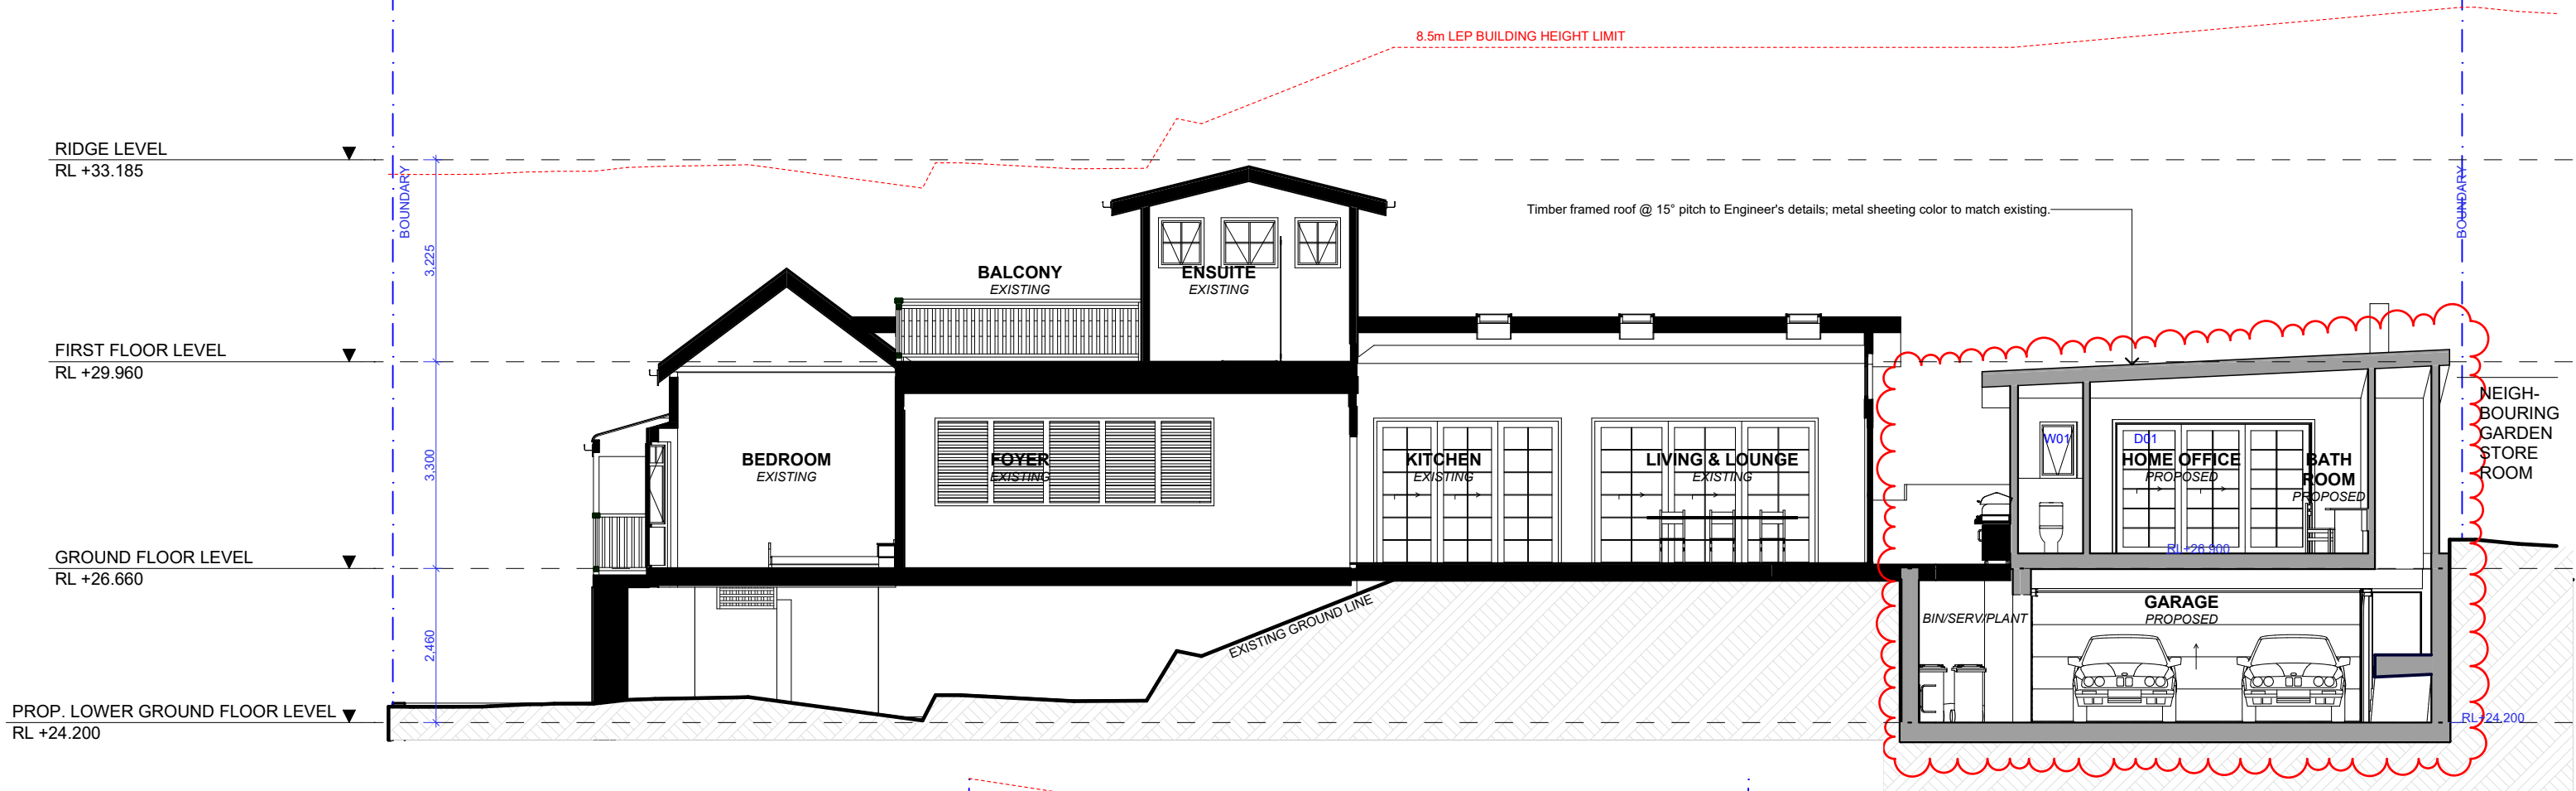 8.5m LEP BUILDING HEIGHT LIMIT
RIDGE LEVEL
RL +33.185
BOUNDARY
BOUNDARY
Timber framed roof @ 15° pitch to Engineer's details; metal sheeting color to match existing.
3,225
BALCONY
EXISTING
ENSUITE
EXISTING
FIRST FLOOR LEVEL
RL +29.960
NEIGH-
BOURING
GARDEN
STORE
ROOM
3,300
BEDROOM
EXISTING
FOYER
EXISTING
KITCHEN
EXISTING
LIVING & LOUNGE
EXISTING
W01
D01
HOME OFFICE
PROPOSED
BATH
ROOM
PROPOSED
RL+26.900
GROUND FLOOR LEVEL
RL +26.660
2,460
EXISTING GROUND LINE
BIN/SERV/PLANT
GARAGE
PROPOSED
PROP. LOWER GROUND FLOOR LEVEL
RL +24.200
RL+24.200